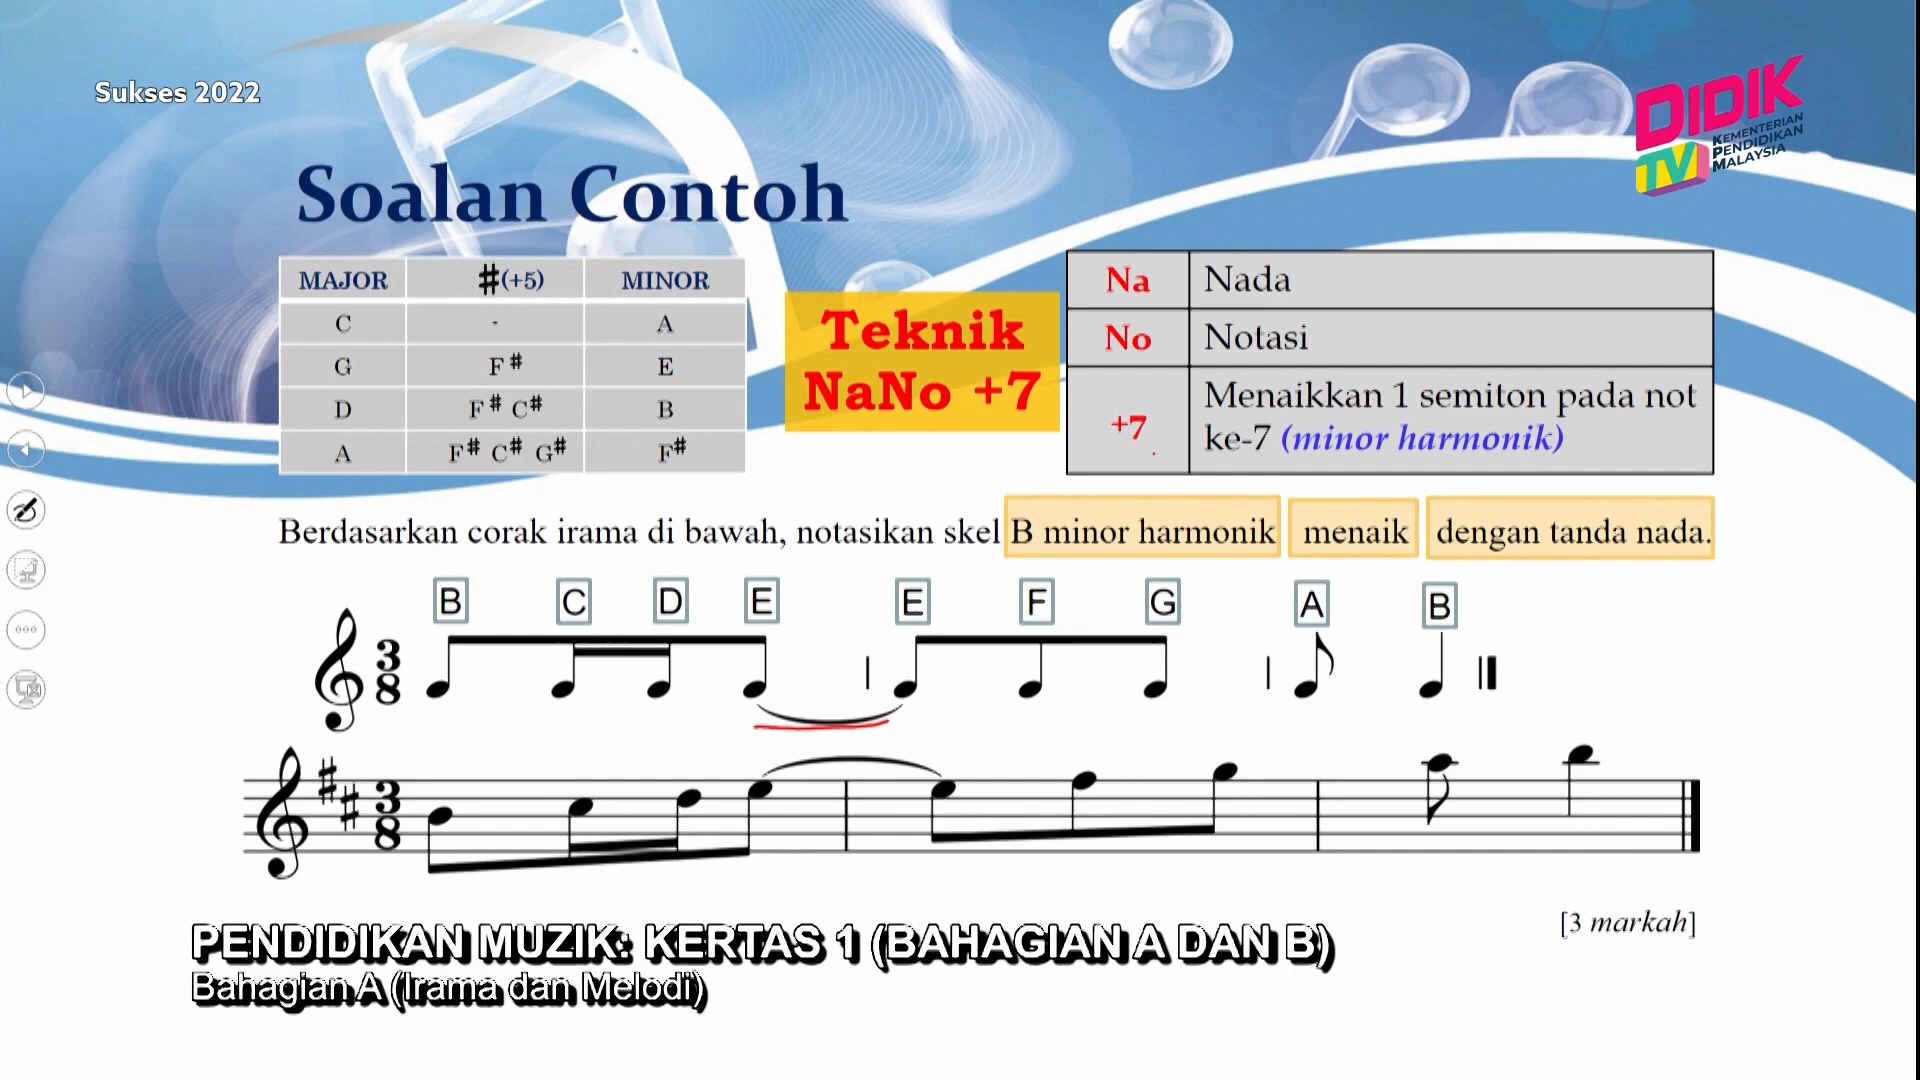 Sukses 2022
DIDIK
TV
KEMENTERIAN
PENDIDIKAN
MALAYSIA
Soalan Contoh
MAJOR #(+5) MINOR
C - A
G F# E
D F# C# B
A F# C# G# F#
Teknik
NaNo +7
Na Nada
No Notasi
+7 Menaikkan 1 semiton pada not
ke-7 (minor harmonik)
Berdasarkan corak irama di bawah, notasikan skel B minor harmonik menaik dengan tanda nada.
B C D E E F G A B
3
8
3
8
[3 markah]
PENDIDIKAN MUZIK: KERTAS 1 (BAHAGIAN A DAN B)
Bahagian A (Irama dan Melodi)